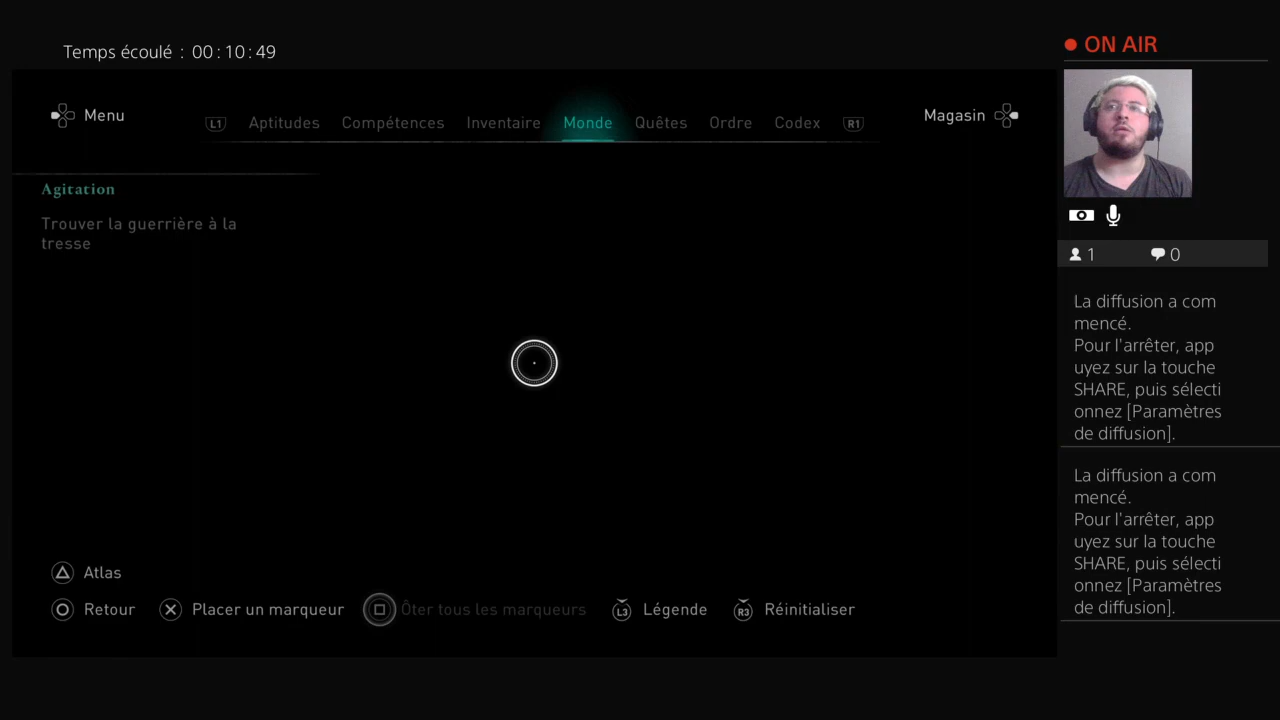 Temps écoulé : 00:10:49
ON AIR
Menu
L1 Aptitudes Compétences Inventaire Monde Quêtes Ordre Codex R1
Magasin
Agitation
Trouver la guerrière à la
tresse
1 0
La diffusion a com
mencé.
Pour l'arrêter, app
uyez sur la touche
SHARE, puis sélecti
onnez [Paramètres
de diffusion].
La diffusion a com
mencé.
Pour l'arrêter, app
uyez sur la touche
SHARE, puis sélecti
onnez [Paramètres
de diffusion].
Atlas
Retour Placer un marqueur Ôter tous les marqueurs L3 Légende R3 Réinitialiser